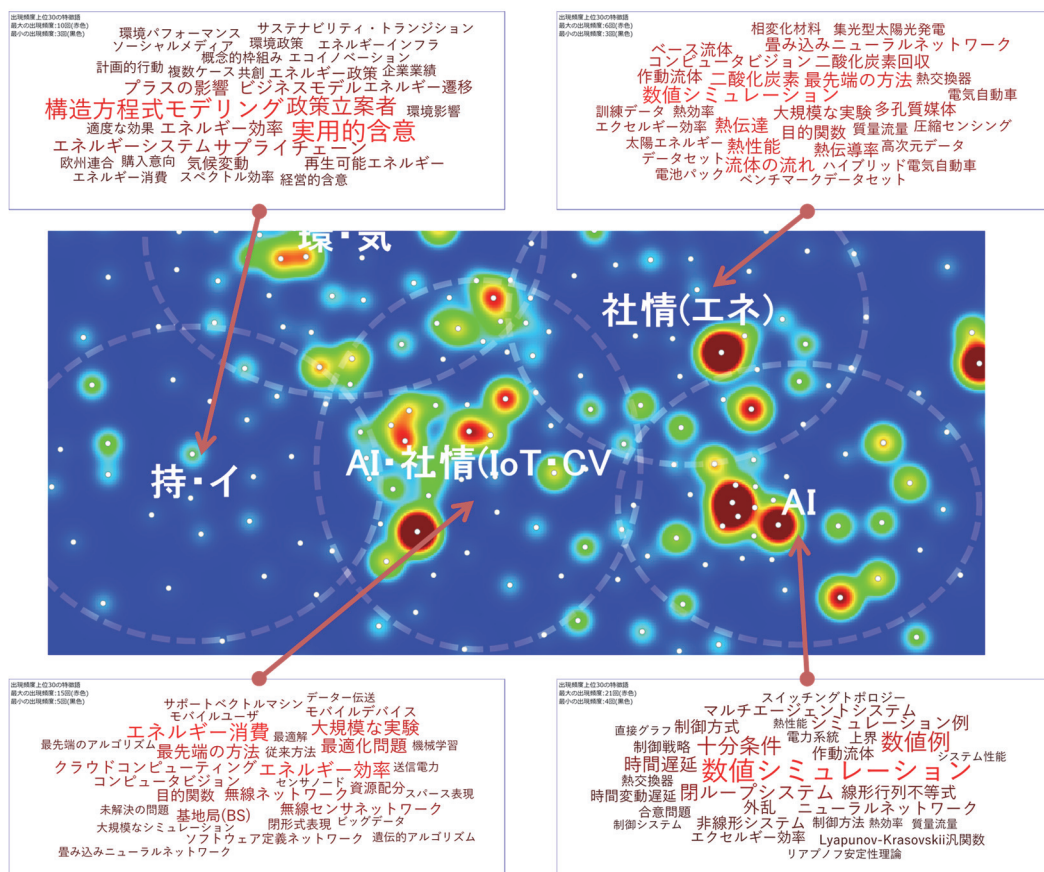 出現頻度上位30の特徴語
最大の出現頻度:10回(赤色)
最小の出現頻度:3回(黒色)
環境パフォーマンス サステナビリティ・トランジション
ソーシャルメディア 環境政策 エネルギーインフラ
概念的枠組み エコイノベーション
計画的行動 複数ケース 共創 エネルギー政策 企業業績
プラスの影響 ビジネスモデル エネルギー遷移
構造方程式モデリング 政策立案者 環境影響
適度な効果 エネルギー効率 実用的含意
エネルギーシステム サプライチェーン
欧州連合 購入意向 気候変動 再生可能エネルギー
エネルギー消費 スペクトル効率 経営的含意
出現頻度上位30の特徴語
最大の出現頻度:6回(赤色)
最小の出現頻度:3回(黒色)
相変化材料 集光型太陽光発電
ベース流体 畳み込みニューラルネットワーク
コンピュータビジョン 二酸化炭素回収
作動流体 二酸化炭素 最先端の方法 熱交換器
数値シミュレーション 電気自動車
訓練データ 熱効率 大規模な実験 多孔質媒体
エクセルギー効率 熱伝達 目的関数 質量流量 圧縮センシング
太陽エネルギー 熱性能 熱伝導率 高次元データ
データセット 流体の流れ ハイブリッド電気自動車
電池パック ベンチマークデータセット
環・気
社情(エネ)
AI・社情(IoT・CV
持・イ
AI
出現頻度上位30の特徴語
最大の出現頻度:15回(赤色)
最小の出現頻度:5回(黒色)
サポートベクトルマシン データー伝送
モバイルユーザ モバイルデバイス
エネルギー消費 最適解 大規模な実験
最先端のアルゴリズム 最先端の方法 従来方法 最適化問題 機械学習
クラウドコンピューティング エネルギー効率 送信電力
コンピュータビジョン センサノード 資源配分 スパース表現
目的関数 無線ネットワーク
未解決の問題 基地局(BS) 無線センサネットワーク
大規模なシミュレーション 閉形式表現 ビッグデータ
ソフトウェア定義ネットワーク 遺伝的アルゴリズム
畳み込みニューラルネットワーク
出現頻度上位30の特徴語
最大の出現頻度:21回(赤色)
最小の出現頻度:4回(黒色)
スイッチングトポロジー
マルチエージェントシステム
直接グラフ 制御方式 熱性能 シミュレーション例
制御戦略 十分条件 電力系統 上界 数値例
時間遅延 作動流体 システム性能
熱交換器 数値シミュレーション
時間変動遅延 閉ループシステム 線形行列不等式
合意問題 外乱 ニューラルネットワーク
制御システム 非線形システム 制御方法 熱効率 質量流量
エクセルギー効率 Lyapunov-Krasovskii汎関数
リアプノフ安定性理論